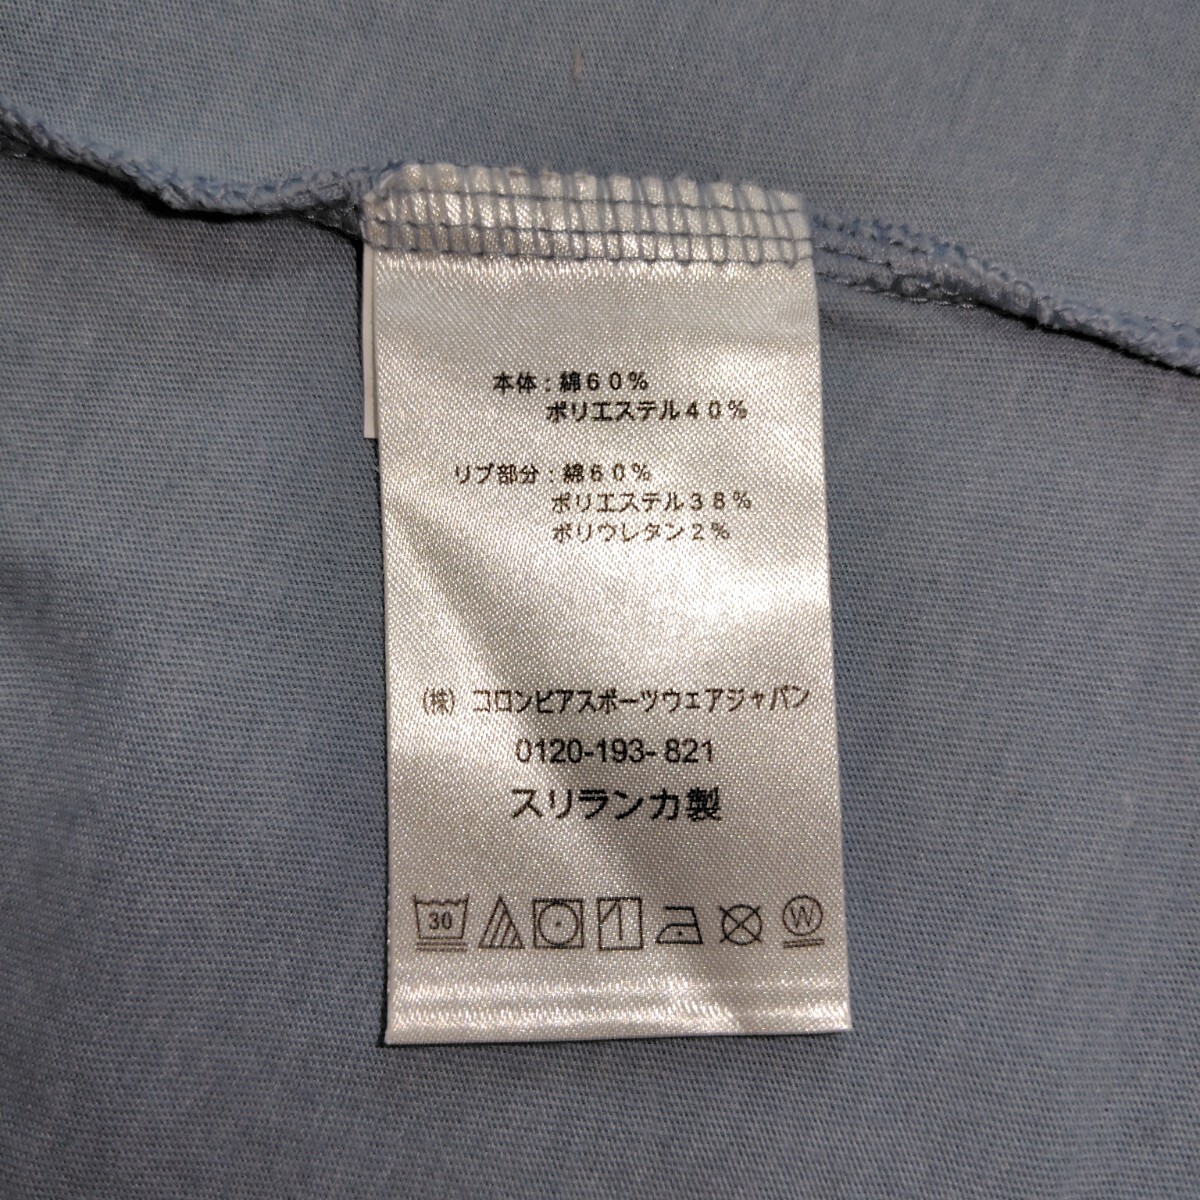 本体：綿６０％
ポリエステル４０％
リブ部分：綿６０％
ポリエステル３８％
ポリウレタン２％
（株） コロンビアスポーツウェアジャパン
0120-193- 821
スリランカ製
30
W